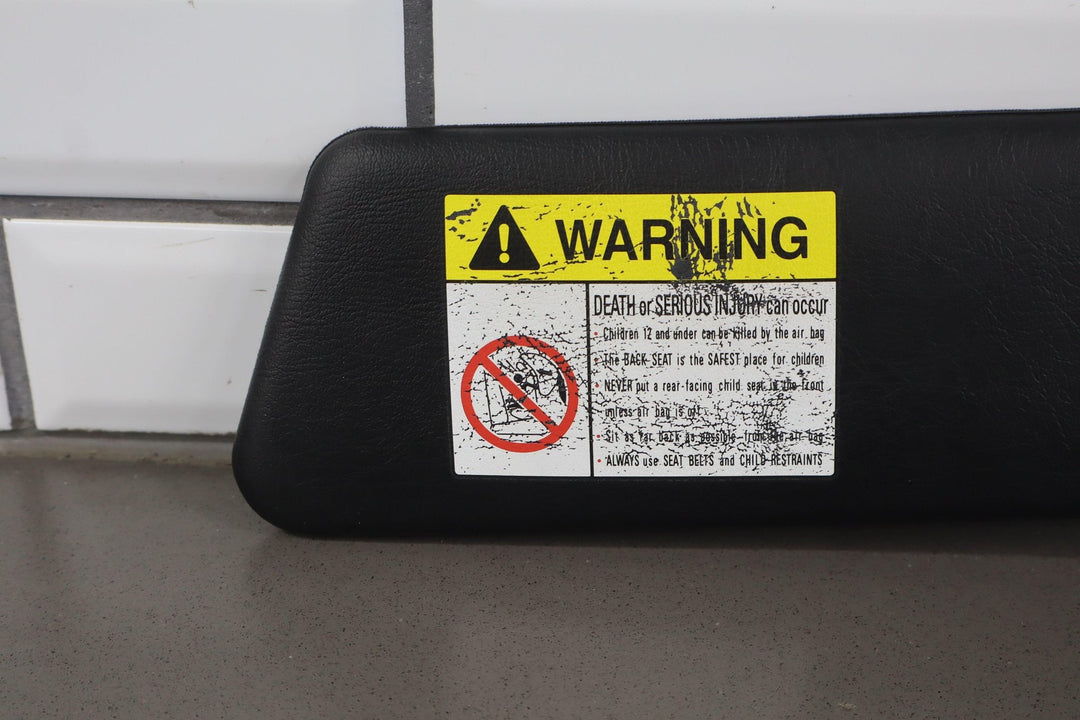 WARNING
DEATH or SERIOUS INJURY can occur
• Children 12 and under can be killed by the air bag
• The BACK SEAT is the SAFEST place for children
• NEVER put a rear-facing child seat in the front
unless air bag is off
• Sit as far back as possible from the air bag
• ALWAYS use SEAT BELTS and CHILD RESTRAINTS